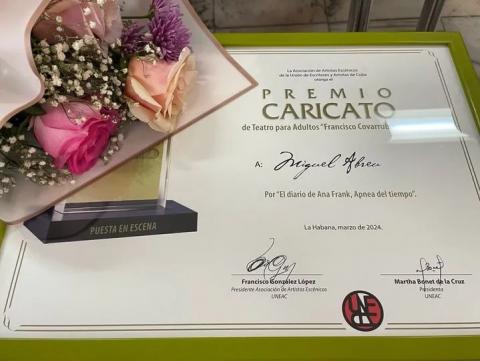 La Asociación de Artistas Escénicos
de la Unión de Escritores y Artistas de Cuba
otorga el
PREMIO
CARICATO
de Teatro para Adultos "Francisco Covarrub
A: Miguel Abreu
Por "El diario de Ana Frank, Apnea del tiempo".
PUESTA EN ESCENA
La Habana, marzo de 2024.
Francisco González López
Presidente Asociación de Artistas Escénicos
UNEAC
Martha Bonet de la Cruz
Presidenta
UNEAC